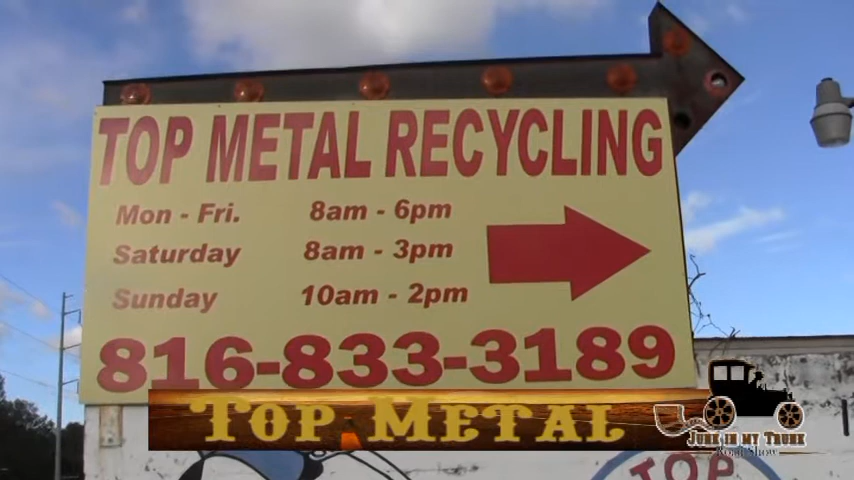 TOP METAL RECYCLING
Mon - Fri. 8am - 6pm
Saturday 8am - 3pm
Sunday 10am - 2pm
816-833-3189
TOP METAL
JUNK IN MY TRUNK
Road Show
TOP